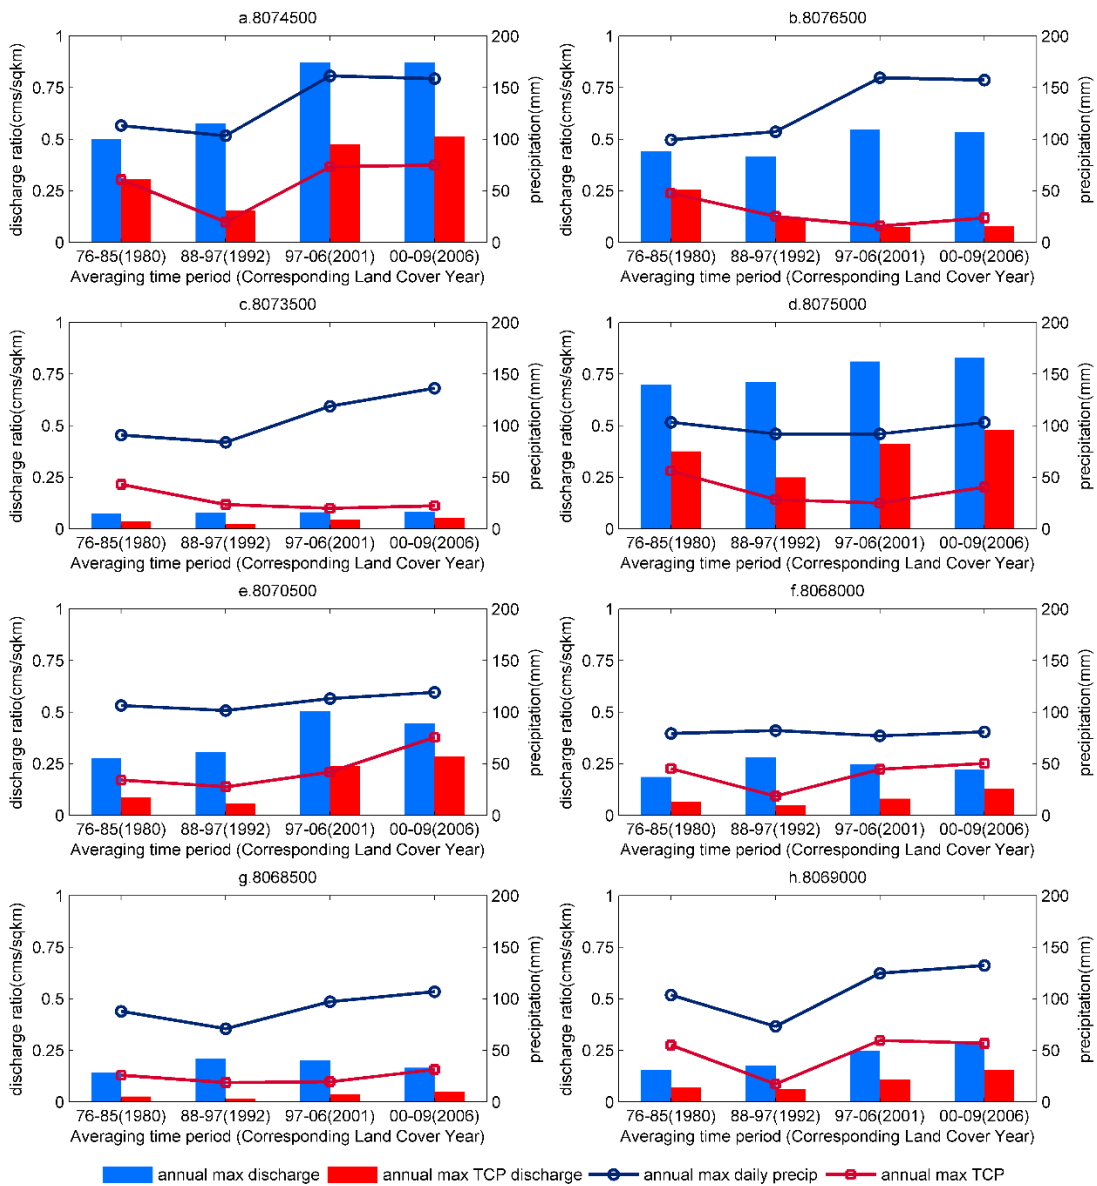 a.8074500
discharge ratio(cms/sqkm)
1
0.75
0.5
0.25
0
200
150
100
50
0
precipitation(mm)
76-85(1980) 88-97(1992) 97-06(2001) 00-09(2006)
Averaging time period (Corresponding Land Cover Year)
b.8076500
discharge ratio(cms/sqkm)
1
0.75
0.5
0.25
0
200
150
100
50
0
precipitation(mm)
76-85(1980) 88-97(1992) 97-06(2001) 00-09(2006)
Averaging time period (Corresponding Land Cover Year)
c.8073500
discharge ratio(cms/sqkm)
1
0.75
0.5
0.25
0
200
150
100
50
0
precipitation(mm)
76-85(1980) 88-97(1992) 97-06(2001) 00-09(2006)
Averaging time period (Corresponding Land Cover Year)
d.8075000
discharge ratio(cms/sqkm)
1
0.75
0.5
0.25
0
200
150
100
50
0
precipitation(mm)
76-85(1980) 88-97(1992) 97-06(2001) 00-09(2006)
Averaging time period (Corresponding Land Cover Year)
e.8070500
discharge ratio(cms/sqkm)
1
0.75
0.5
0.25
0
200
150
100
50
0
precipitation(mm)
76-85(1980) 88-97(1992) 97-06(2001) 00-09(2006)
Averaging time period (Corresponding Land Cover Year)
f.8068000
discharge ratio(cms/sqkm)
1
0.75
0.5
0.25
0
200
150
100
50
0
precipitation(mm)
76-85(1980) 88-97(1992) 97-06(2001) 00-09(2006)
Averaging time period (Corresponding Land Cover Year)
g.8068500
discharge ratio(cms/sqkm)
1
0.75
0.5
0.25
0
200
150
100
50
0
precipitation(mm)
76-85(1980) 88-97(1992) 97-06(2001) 00-09(2006)
Averaging time period (Corresponding Land Cover Year)
h.8069000
discharge ratio(cms/sqkm)
1
0.75
0.5
0.25
0
200
150
100
50
0
precipitation(mm)
76-85(1980) 88-97(1992) 97-06(2001) 00-09(2006)
Averaging time period (Corresponding Land Cover Year)
annual max discharge annual max TCP discharge annual max daily precip annual max TCP